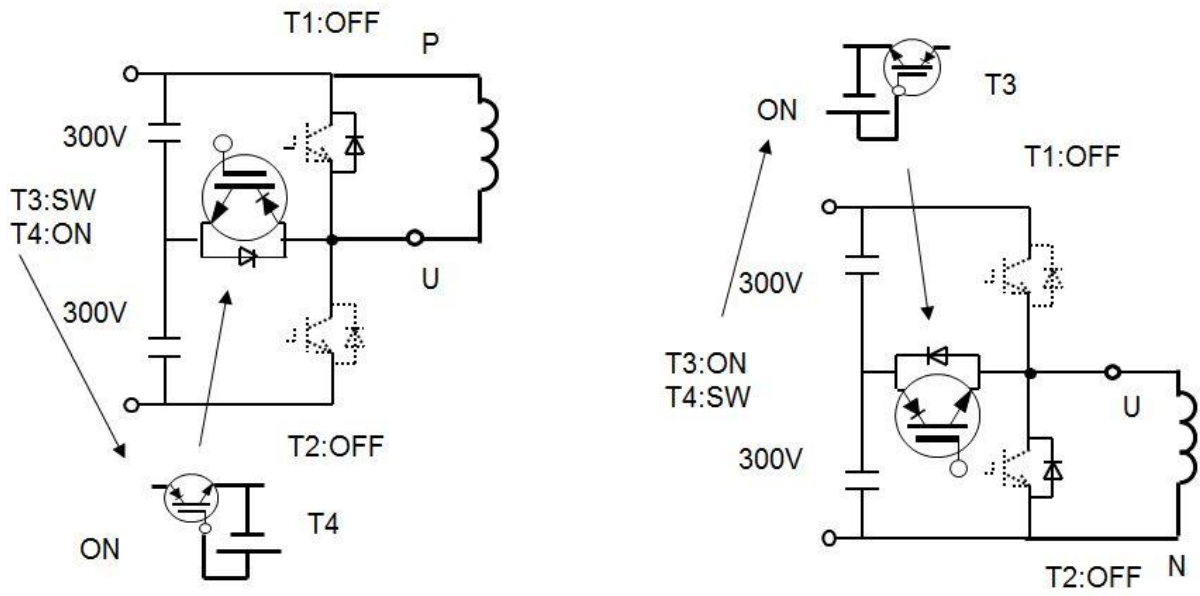 T1:OFF
P
300V
T3:SW
T4:ON
U
300V
T2:OFF
ON
T4
ON
T3
T1:OFF
300V
T3:ON
T4:SW
U
300V
T2:OFF
N